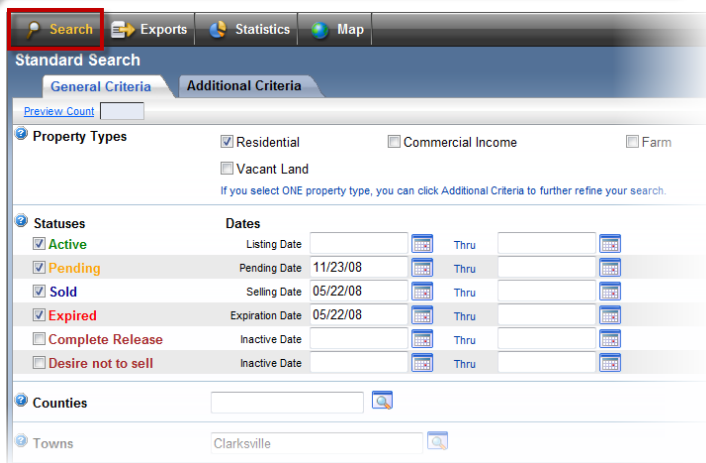 Search Exports Statistics Map
Standard Search
General Criteria Additional Criteria
Preview Count
Property Types Residential Commercial Income Farm
Vacant Land
If you select ONE property type, you can click Additional Criteria to further refine your search.
Statuses Dates
Active Listing Date Thru
Pending Pending Date 11/23/08 Thru
Sold Selling Date 05/22/08 Thru
Expired Expiration Date 05/22/08 Thru
Complete Release Inactive Date Thru
Desire not to sell Inactive Date Thru
Counties
Towns Clarksville